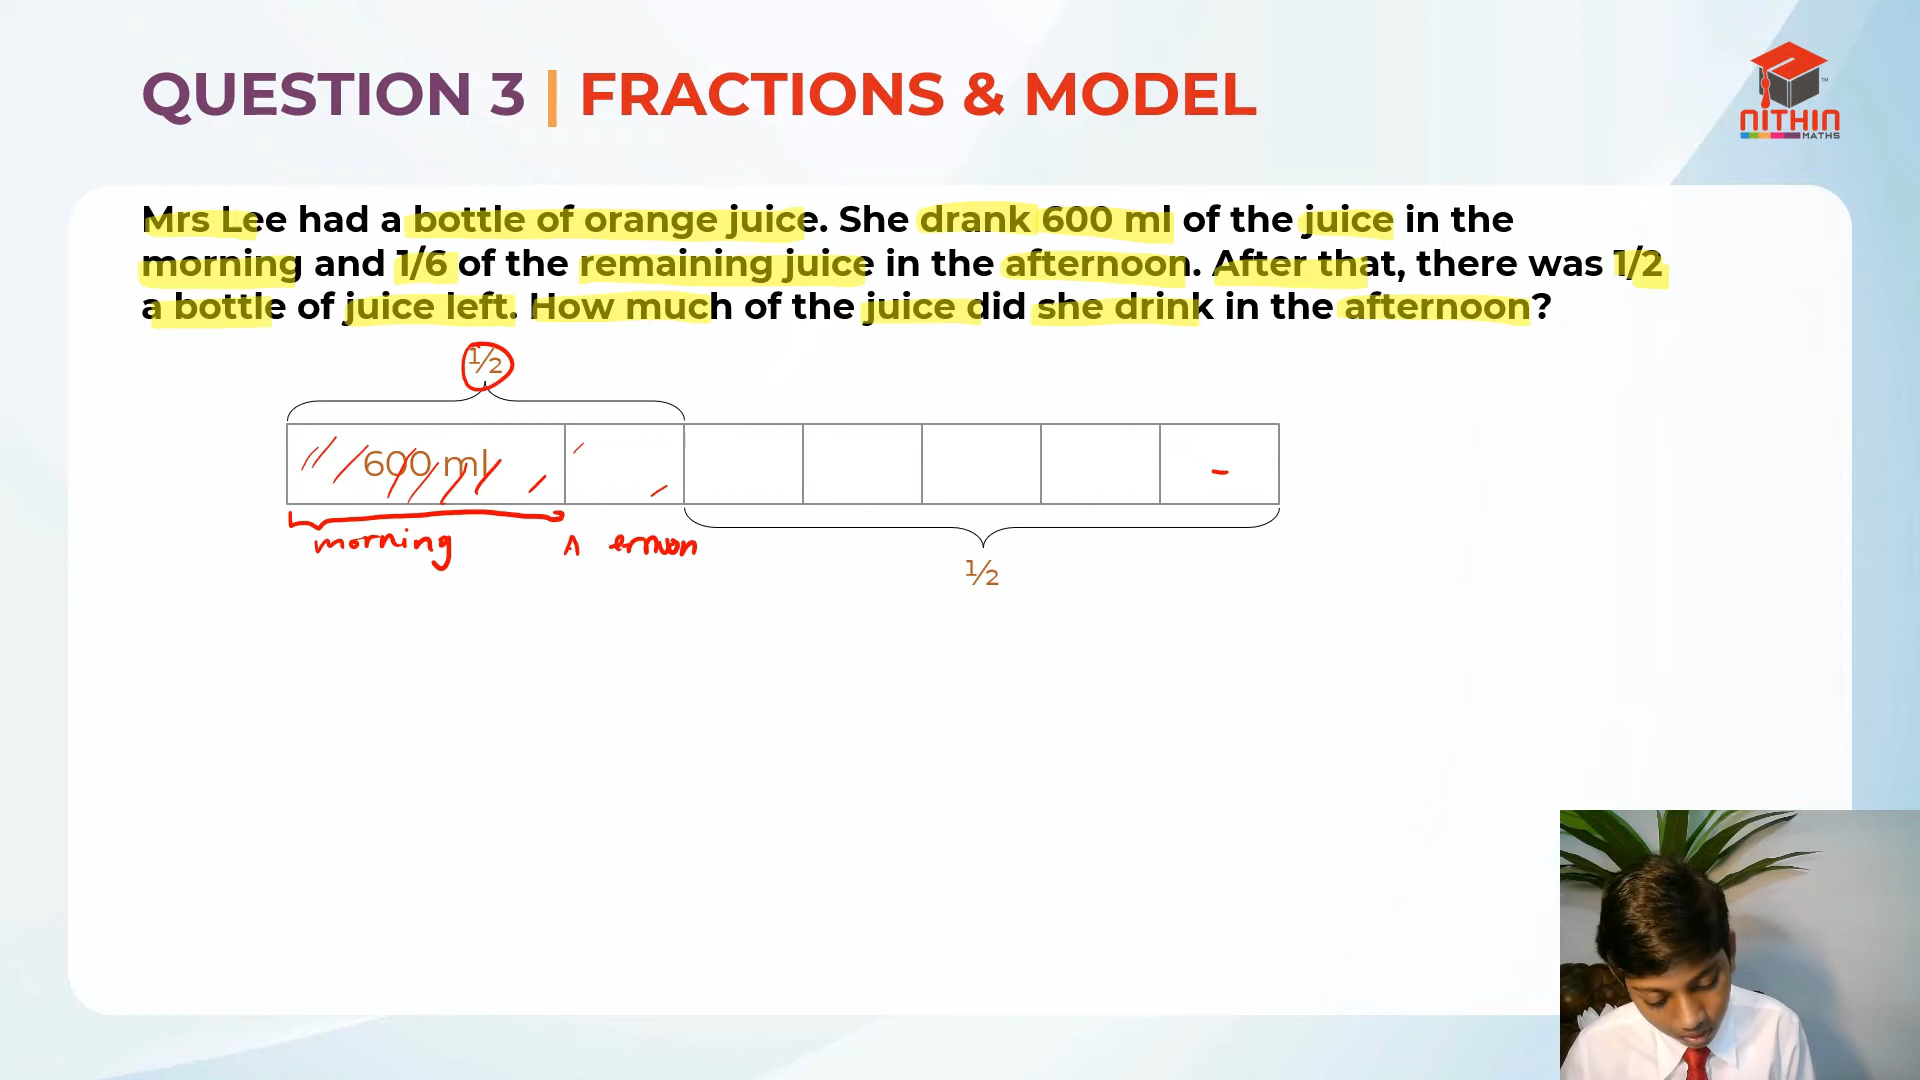 QUESTION 3 | FRACTIONS & MODEL
NITHIN
MATHS
TM
Mrs Lee had a bottle of orange juice. She drank 600 ml of the juice in the
morning and 1/6 of the remaining juice in the afternoon. After that, there was 1/2
a bottle of juice left. How much of the juice did she drink in the afternoon?
½
600 ml
morning
½